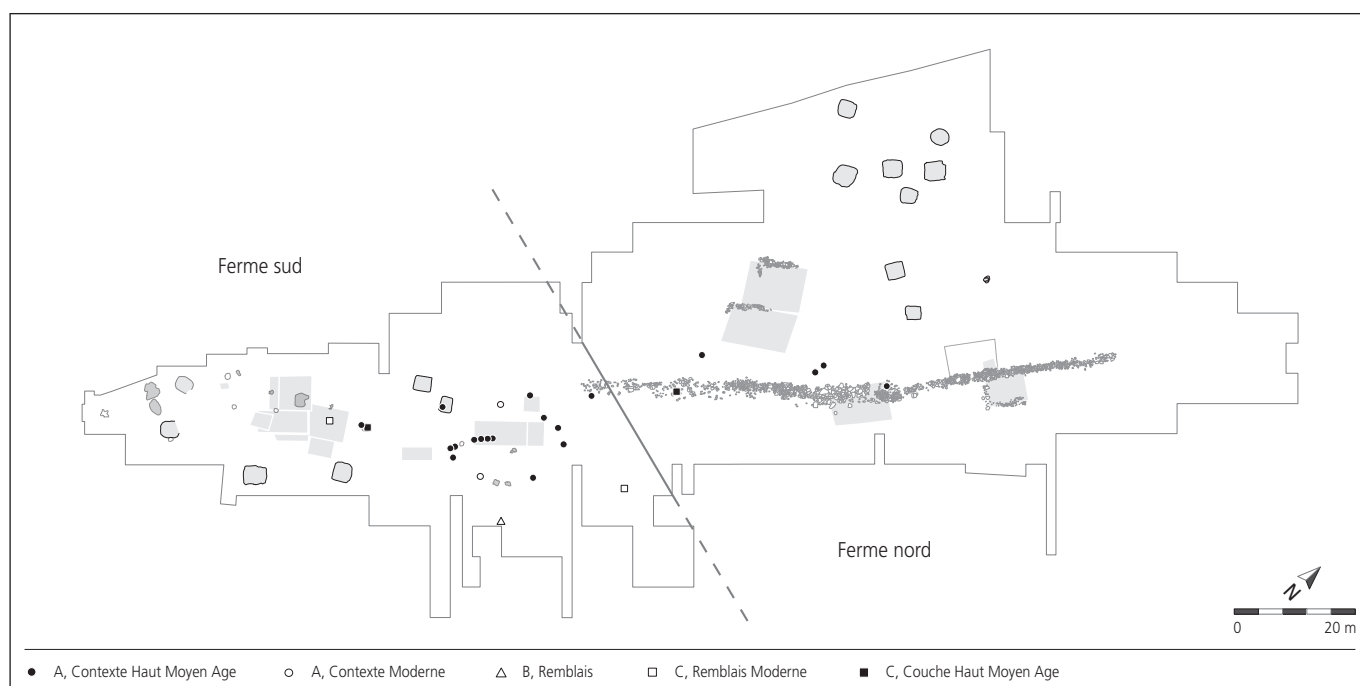 Ferme sud
Ferme nord
N
0 20 m
A, Contexte Haut Moyen Age A, Contexte Moderne B, Remblais C, Remblais Moderne C, Couche Haut Moyen Age